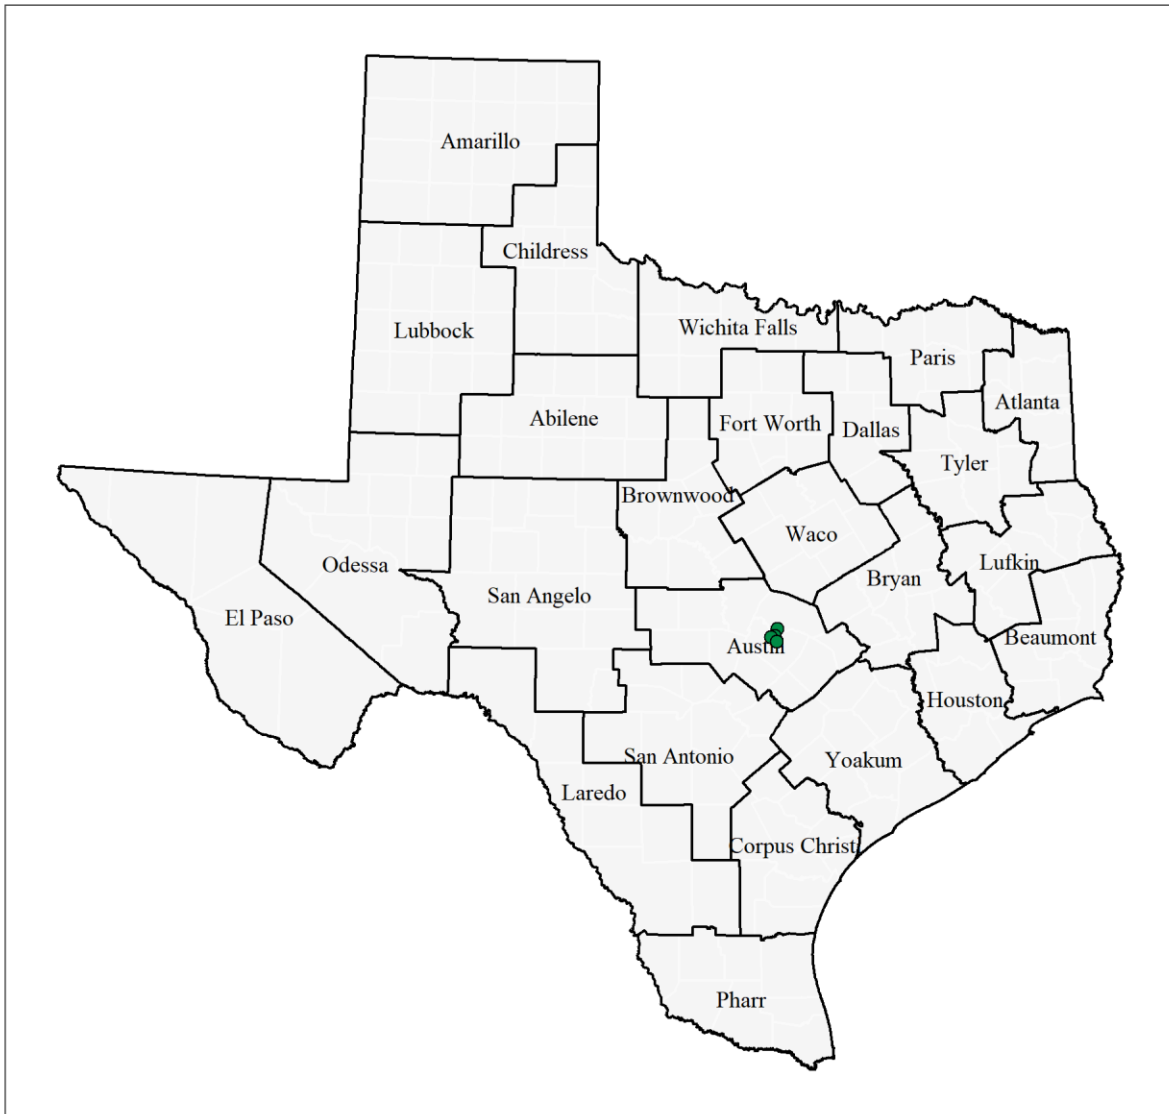 Amarillo
Childress
Lubbock
Wichita Falls
Paris
Atlanta
Abilene
Fort Worth
Dallas
Tyler
Brownwood
Waco
Odessa
Lufkin
Bryan
San Angelo
El Paso
Beaumont
Austin
Houston
San Antonio
Yoakum
Laredo
Corpus Christi
Pharr